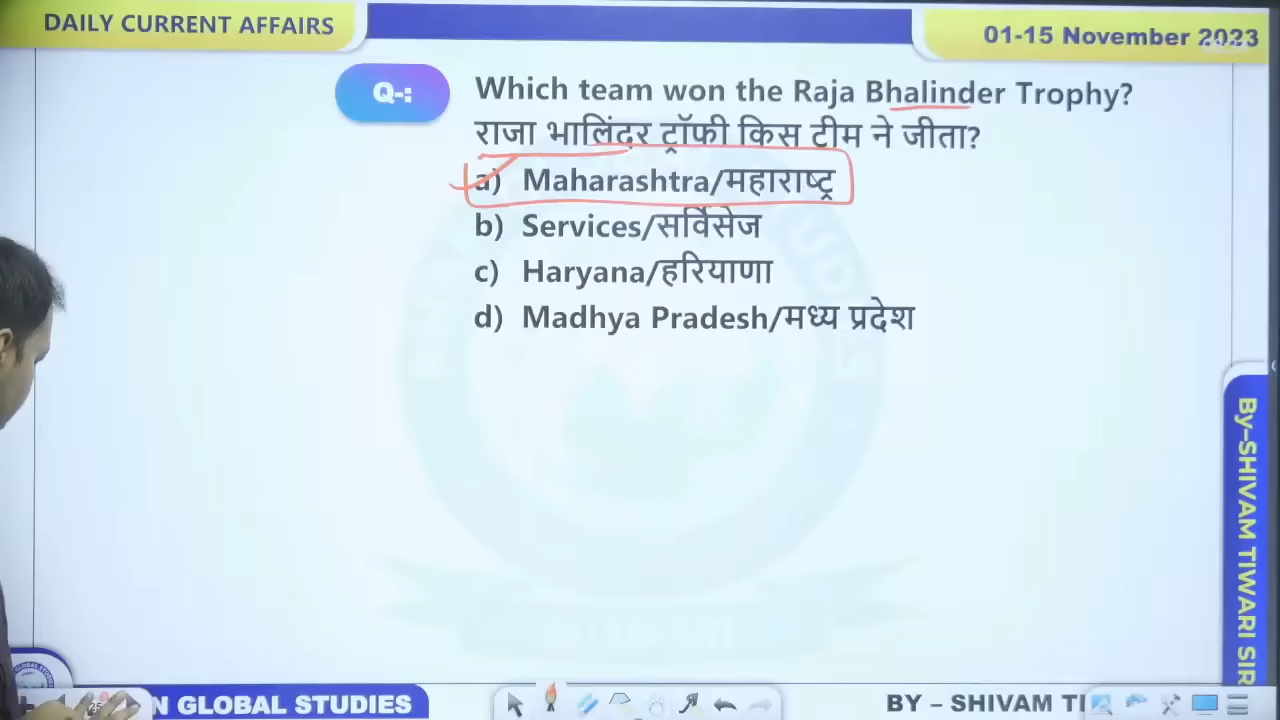 DAILY CURRENT AFFAIRS
01-15 November 2023
Q-:
Which team won the Raja Bhalinder Trophy?
राजा भालिंदर ट्रॉफी किस टीम ने जीता?
a) Maharashtra/महाराष्ट्र
b) Services/सर्विसेज
c) Haryana/हरियाणा
d) Madhya Pradesh/मध्य प्रदेश
By-SHIVAM TIWARI SIR
N GLOBAL STUDIES
BY – SHIVAM TI